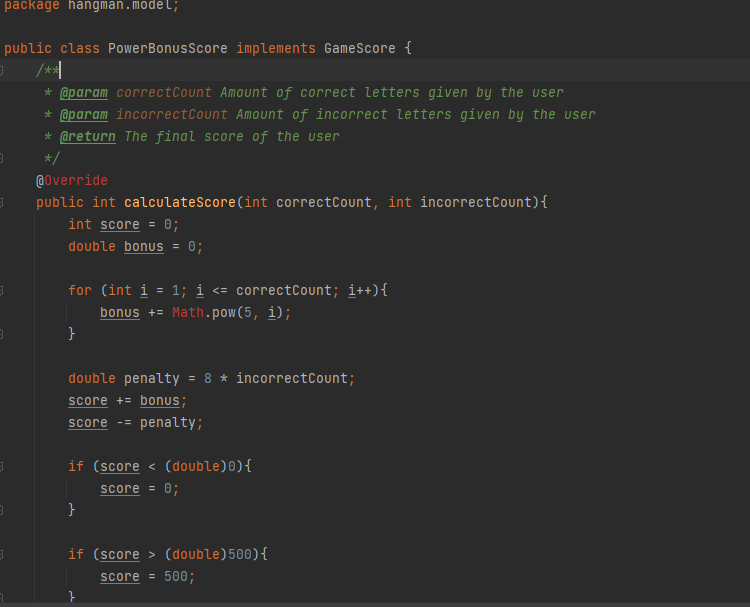 package hangman.model;
public class PowerBonusScore implements GameScore {
/**
* @param correctCount Amount of correct letters given by the user
* @param incorrectCount Amount of incorrect letters given by the user
* @return The final score of the user
*/
@Override
public int calculateScore(int correctCount, int incorrectCount){
int score = 0;
double bonus = 0;
for (int i = 1; i <= correctCount; i++){
bonus += Math.pow(5, i);
}
double penalty = 8 * incorrectCount;
score += bonus;
score -= penalty;
if (score < (double)0){
score = 0;
}
if (score > (double)500){
score = 500;
}